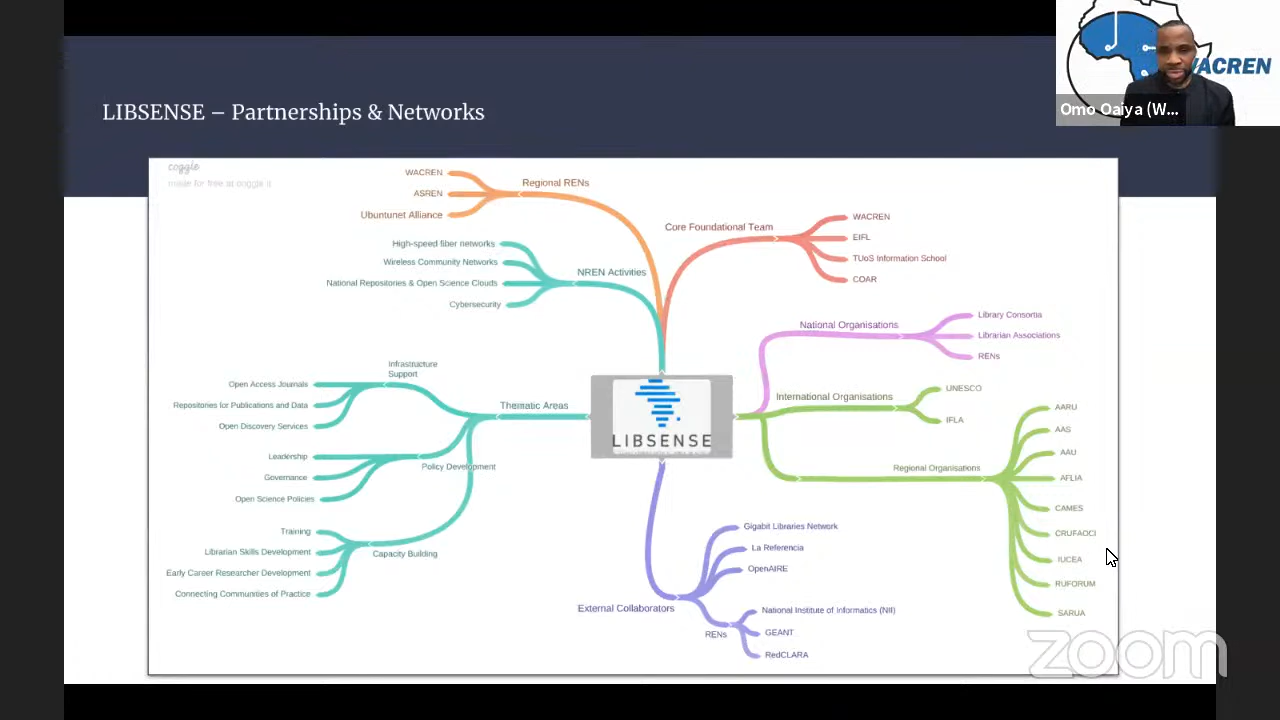 LIBSENSE – Partnerships & Networks
WACREN
Omo Oaiya (W...
coggle
made for free at coggle.it
Regional RENs
WACREN
ASREN
Ubuntunet Alliance
NREN Activities
High-speed fiber networks
Wireless Community Networks
National Repositories & Open Science Clouds
Cybersecurity
Core Foundational Team
WACREN
EIFL
TUoS Information School
COAR
National Organisations
Library Consortia
Librarian Associations
RENs
International Organisations
UNESCO
IFLA
Regional Organisations
AARU
AAS
AAU
AFLIA
CAMES
CRUFAOCI
IUCEA
RUFORUM
SARUA
LIBSENSE
Thematic Areas
Infrastructure
Support
Open Access Journals
Repositories for Publications and Data
Open Discovery Services
Policy Development
Leadership
Governance
Open Science Polices
Capacity Building
Training
Librarian Skills Development
Early Career Researcher Development
Connecting Communities of Practice
External Collaborators
Gigabit Libraries Network
La Referencia
OpenAIRE
RENs
National Institute of Informatics (NII)
GEANT
RedCLARA
zoom